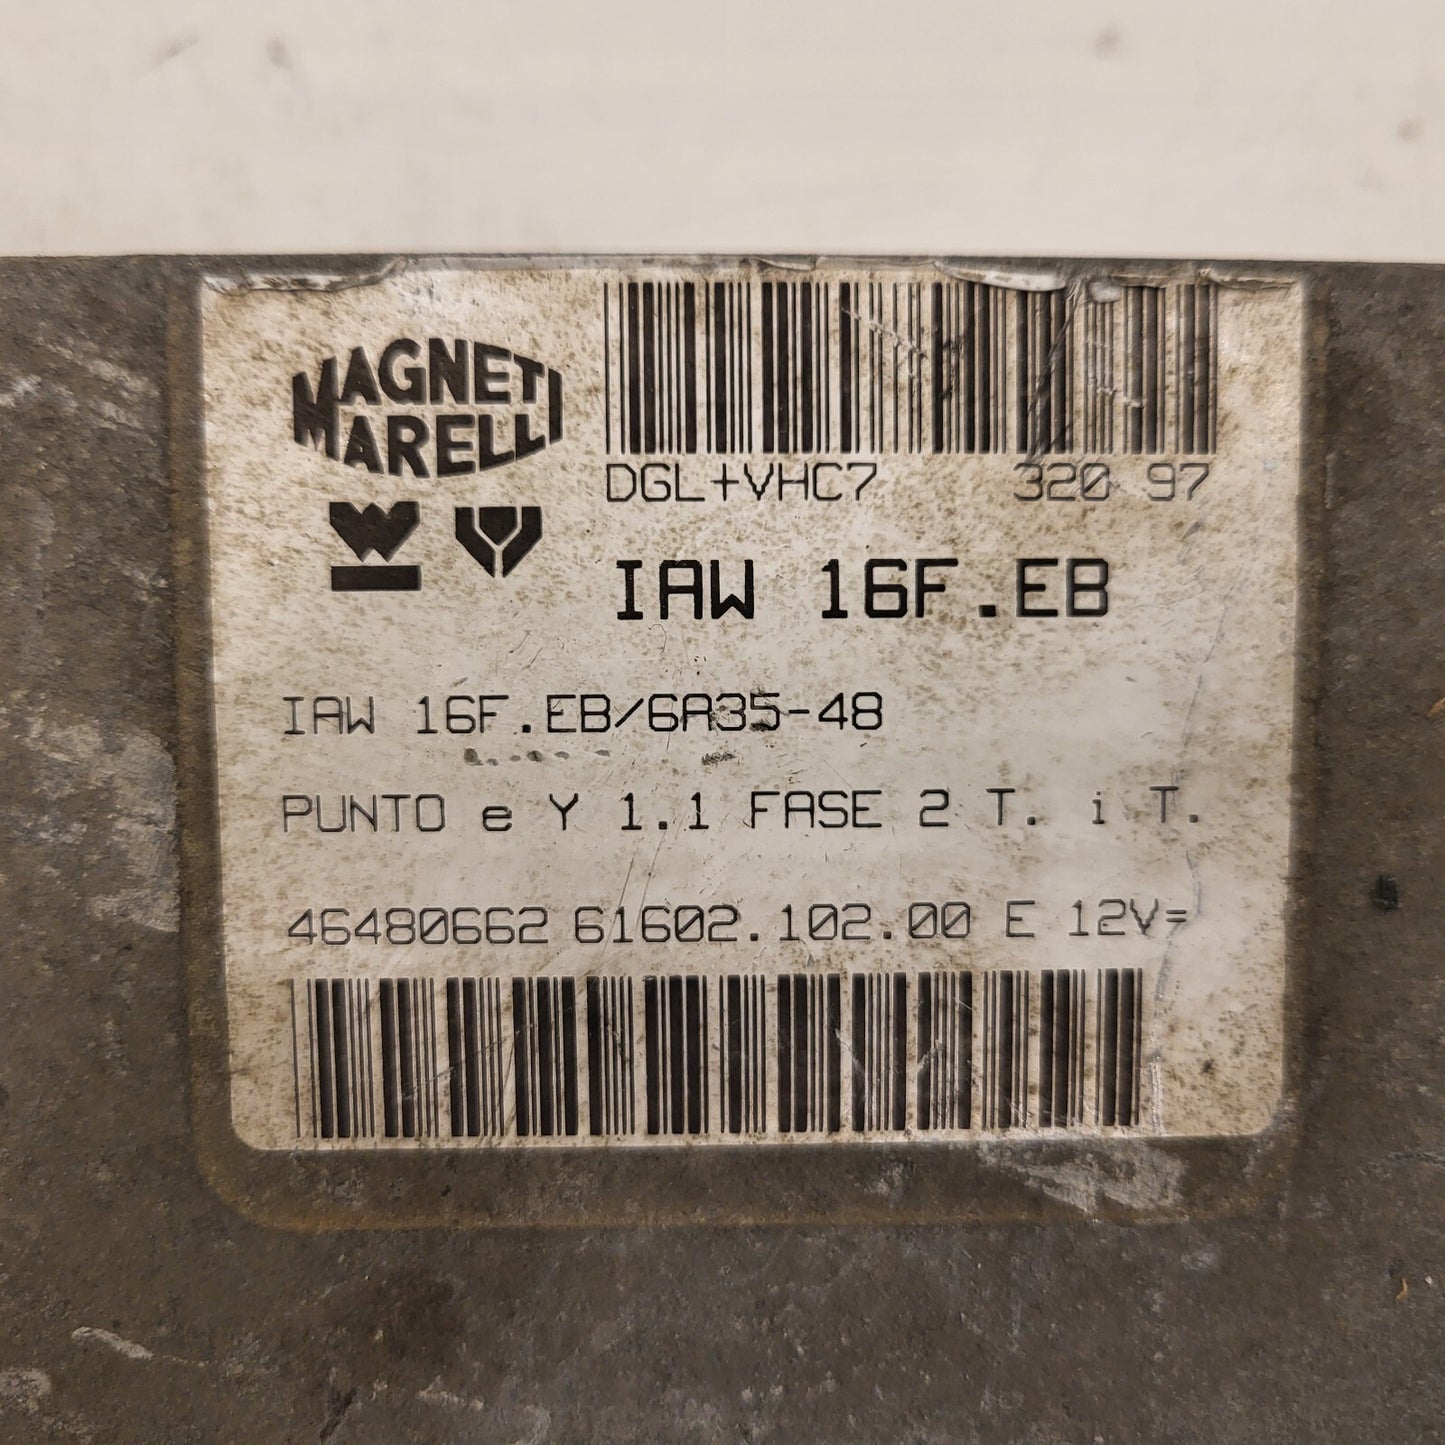 MAGNETI
MARELLI
W
DGL+VHC7 320 97
IAW 16F.EB
IAW 16F.EB/6A35-48
PUNTO e Y 1.1 FASE 2 T. i T.
46480662 61602.102.00 E 12V=